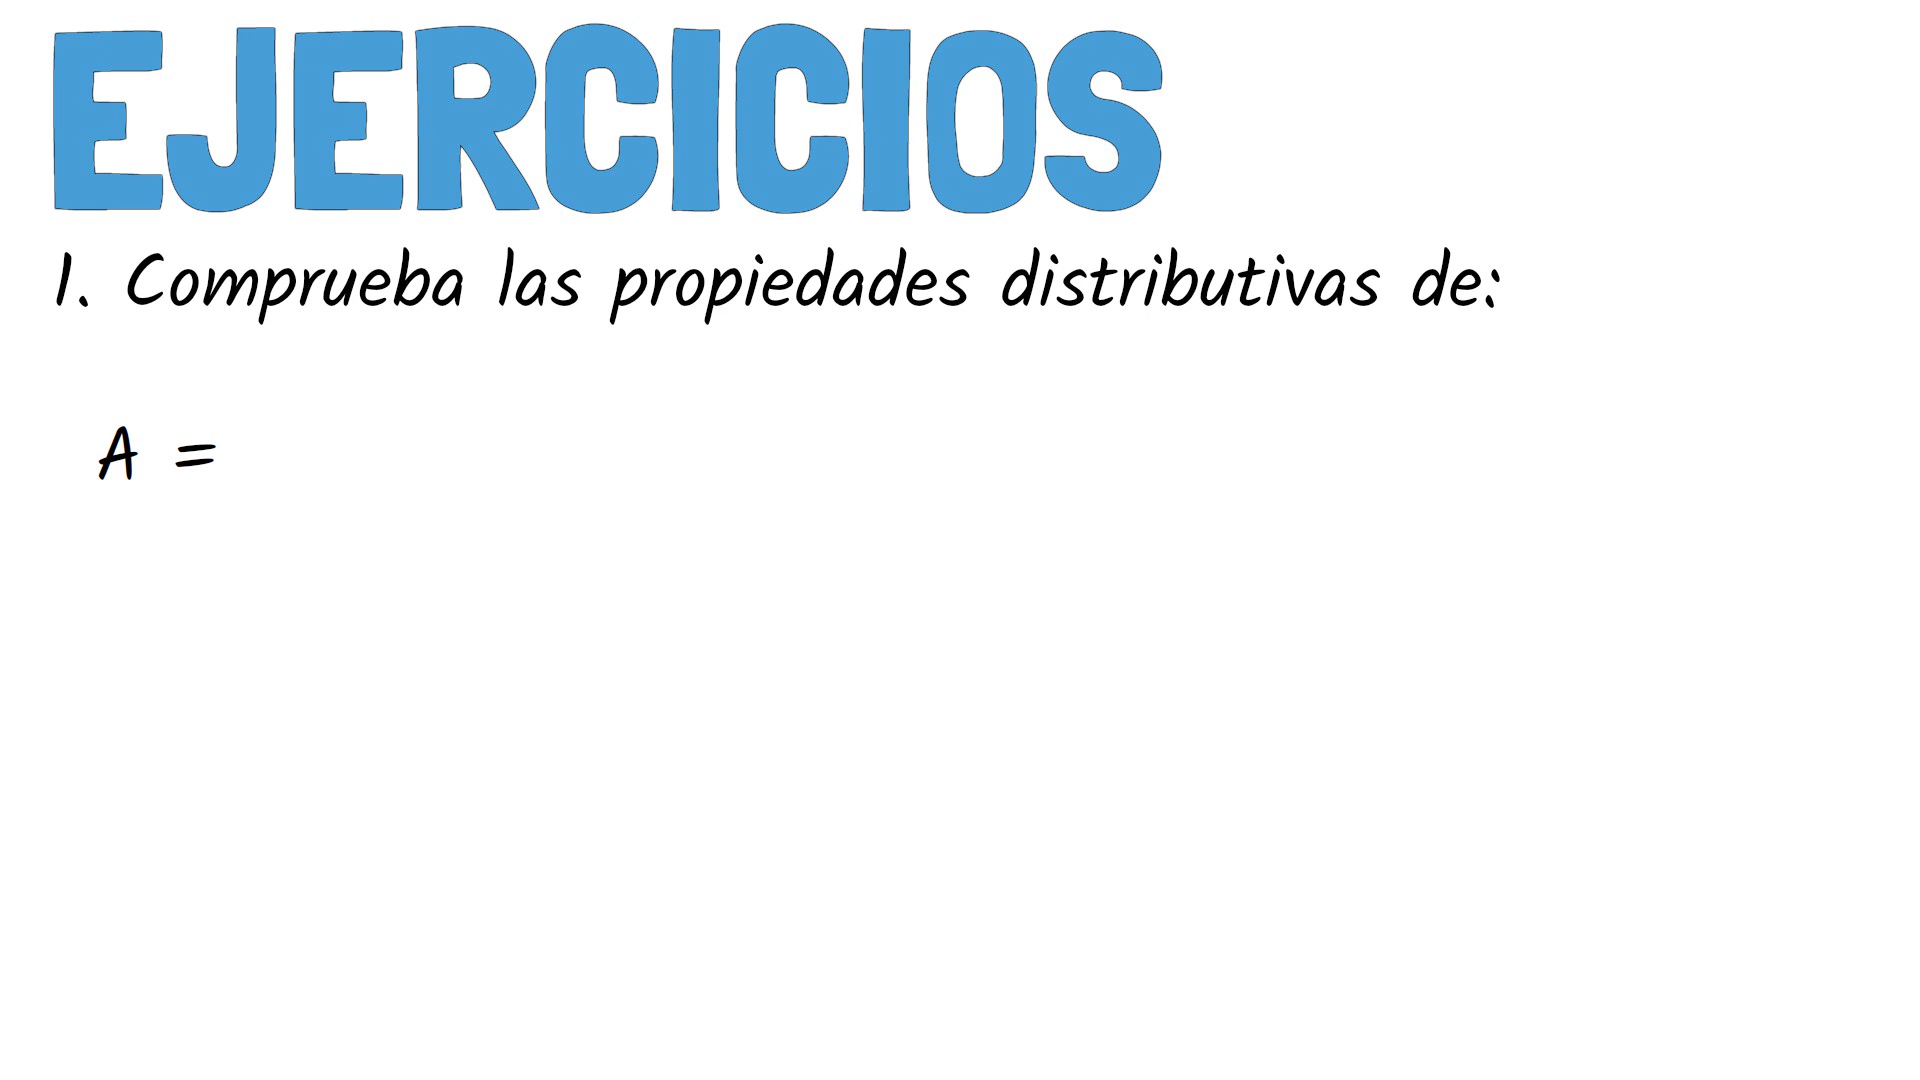 EJERCICIOS
1. Comprueba las propiedades distributivas de:
A =